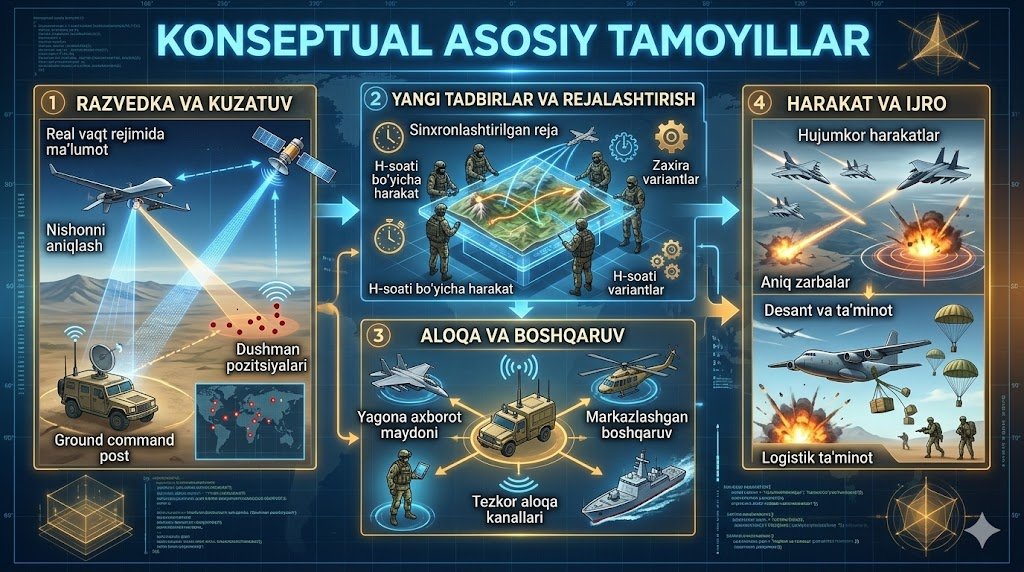 KONSEPTUAL ASOSIY TAMOYILLAR
1 RAZVEDKA VA KUZATUV
Real vaqt rejimida
ma'lumot
Nishonni
aniqlash
Dushman
pozitsiyalari
Ground command
post
2 YANGI TADBIRLAR VA REJALASHTIRISH
Sinxronlashtirilgan reja
H-soati
bo'yicha
harakat
Zaxira
variantlar
H-soati bo'yicha harakat
H-soati
variantlar
3 ALOQA VA BOSHQARUV
Yagona axborot
maydoni
Markazlashgan
boshqaruv
Tezkor aloqa
kanallari
4 HARAKAT VA IJRO
Hujumkor harakatlar
Aniq zarbalar
Desant va ta'minot
Logistik ta'minot